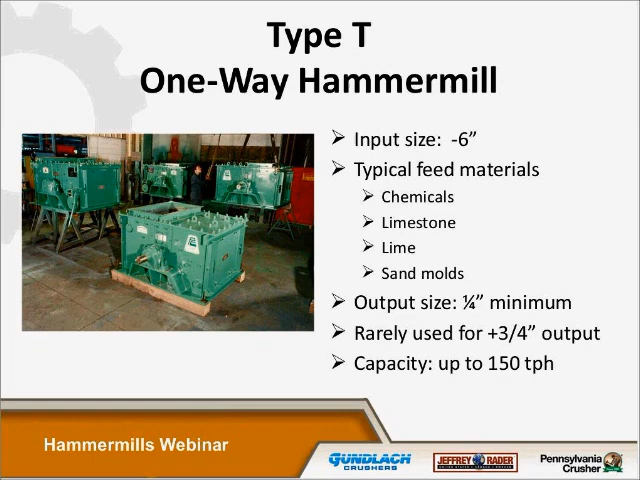 Type T
One-Way Hammermill
Input size:  -6”
Typical feed materials
Chemicals
Limestone
Lime
Sand molds
Output size: ¼” minimum
Rarely used for +3/4” output
Capacity: up to 150 tph
Hammermills Webinar
GUNDLACH
CRUSHERS
JEFFREY RADER
Pennsylvania
Crusher